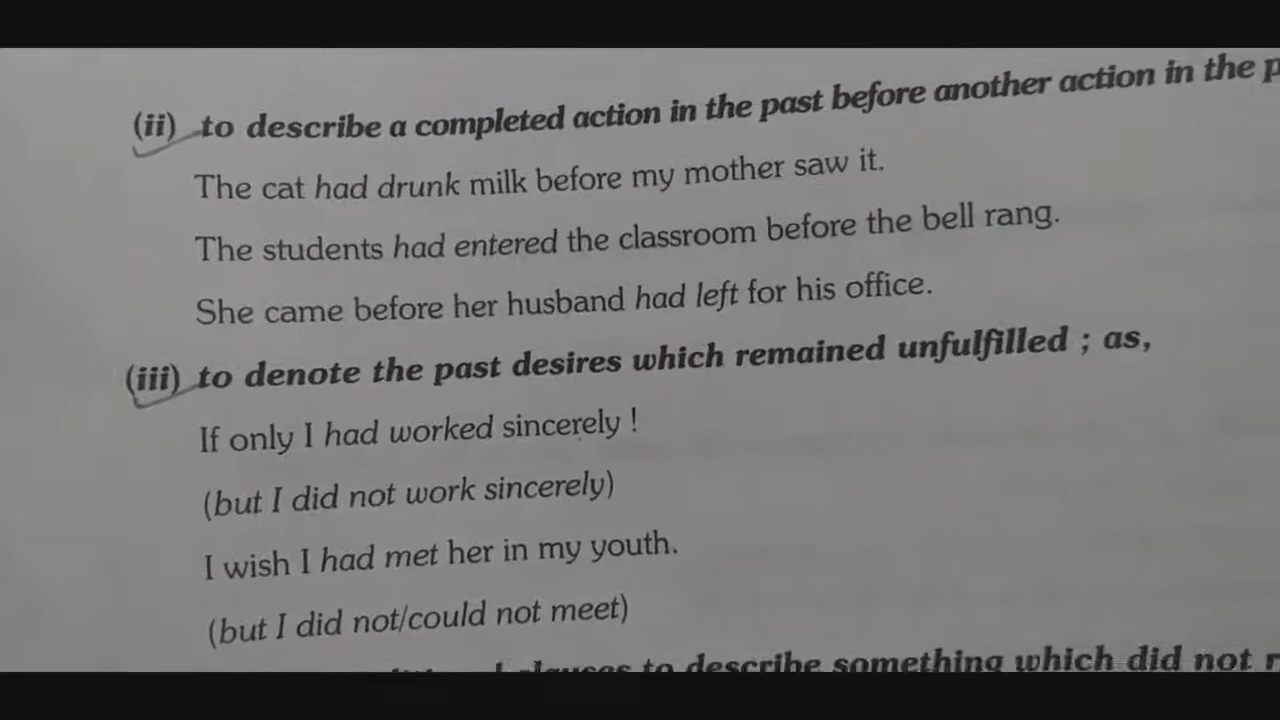 (ii) to describe a completed action in the past before another action in the
The cat had drunk milk before my mother saw it.
The students had entered the classroom before the bell rang.
She came before her husband had left for his office.
(iii) to denote the past desires which remained unfulfilled ; as,
If only I had worked sincerely !
(but I did not work sincerely)
I wish I had met her in my youth.
(but I did not/could not meet)
clauses to describe something which did not